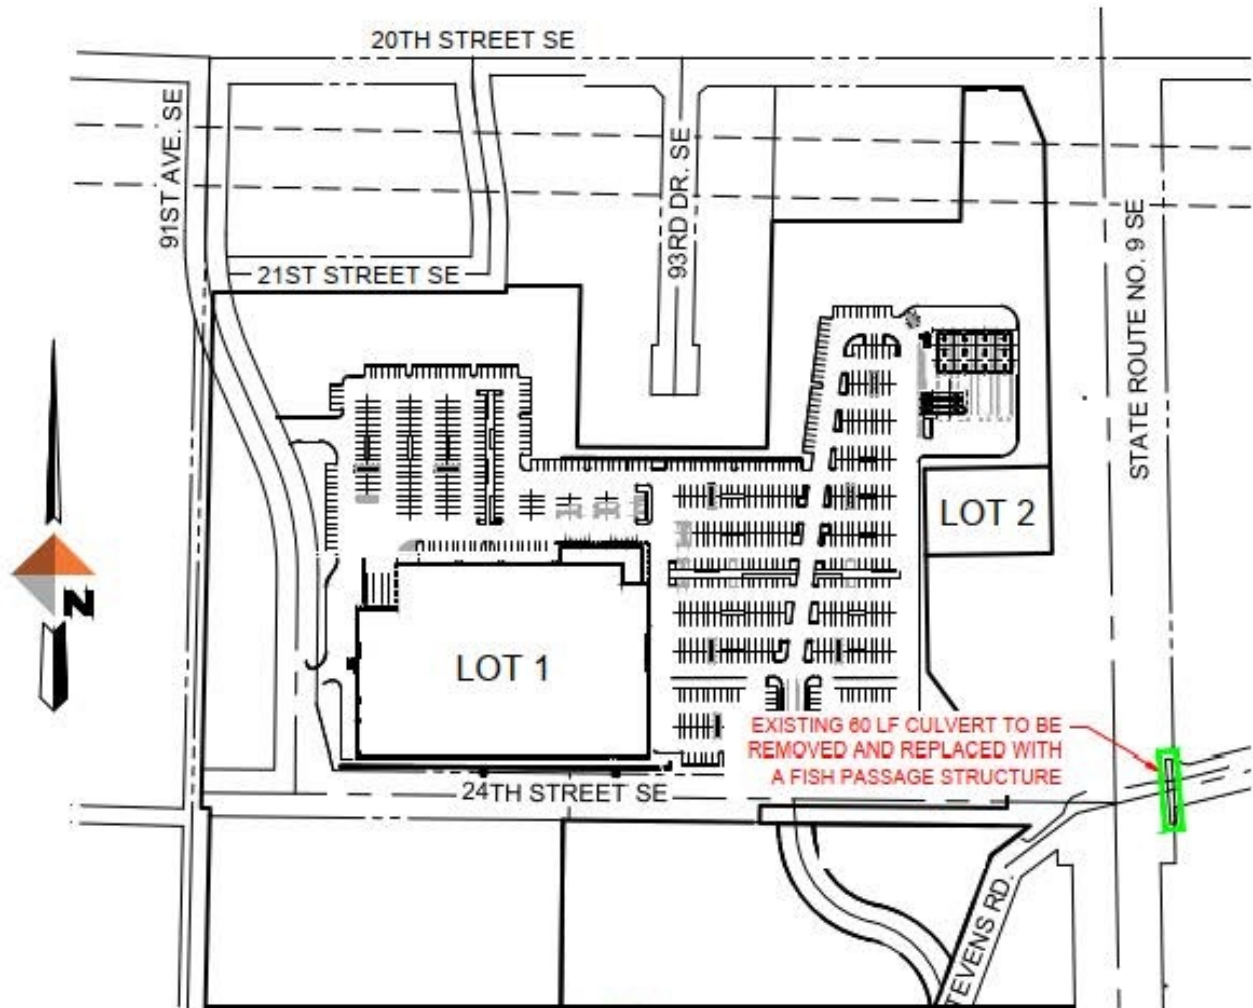 20TH STREET SE
91ST AVE. SE
93RD DR. SE
21ST STREET SE
STATE ROUTE NO. 9 SE
N
LOT 2
LOT 1
EXISTING 60 LF CULVERT TO BE
REMOVED AND REPLACED WITH
A FISH PASSAGE STRUCTURE
24TH STREET SE
TEVENS RD.